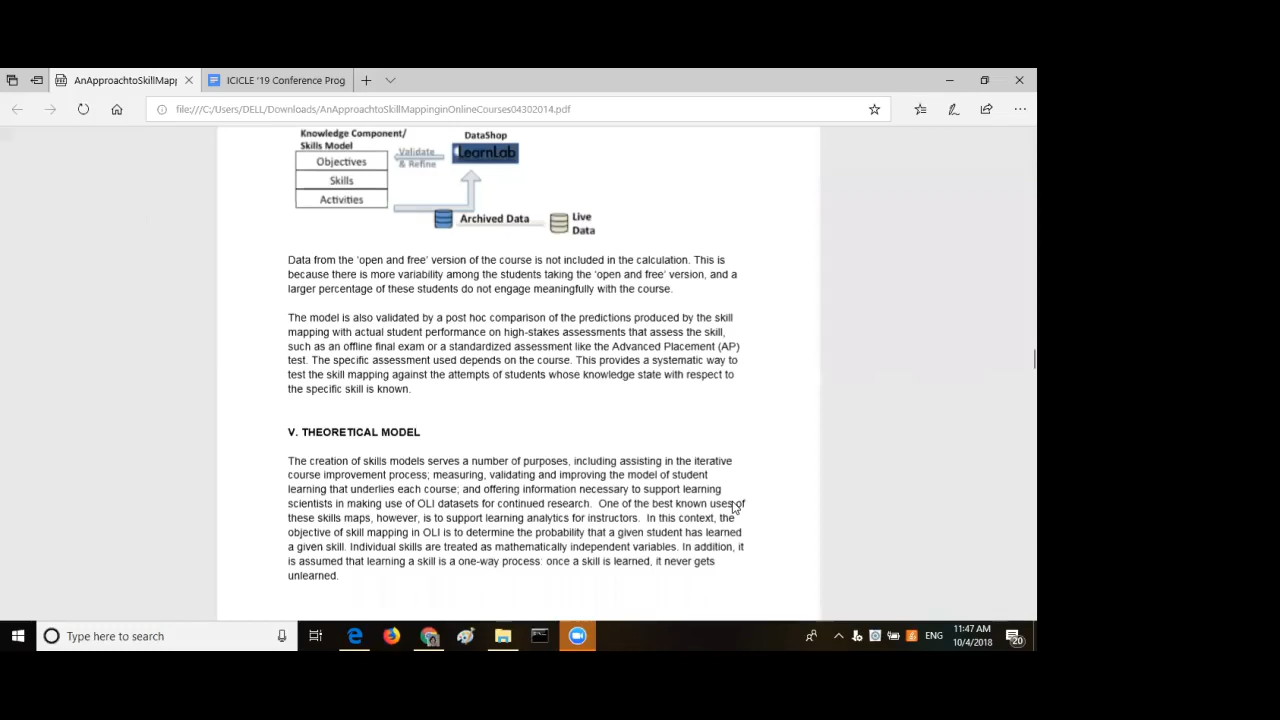 AnApproachtoSkillMap
ICICLE '19 Conference Prog
file:///C:/Users/DELL/Downloads/AnApproachtoSkillMappinginOnlineCourses04302014.pdf
Knowledge Component/
Skills Model
Objectives
Skills
Activities
Validate
& Refine
DataShop
LearnLab
Archived Data
Live
Data
Data from the 'open and free' version of the course is not included in the calculation. This is
because there is more variability among the students taking the 'open and free' version, and a
larger percentage of these students do not engage meaningfully with the course.
The model is also validated by a post hoc comparison of the predictions produced by the skill
mapping with actual student performance on high-stakes assessments that assess the skill,
such as an offline final exam or a standardized assessment like the Advanced Placement (AP)
test. The specific assessment used depends on the course. This provides a systematic way to
test the skill mapping against the attempts of students whose knowledge state with respect to
the specific skill is known.
V. THEORETICAL MODEL
The creation of skills models serves a number of purposes, including assisting in the iterative
course improvement process; measuring, validating and improving the model of student
learning that underlies each course; and offering information necessary to support learning
scientists in making use of OLI datasets for continued research. One of the best known uses of
these skills maps, however, is to support learning analytics for instructors. In this context, the
objective of skill mapping in OLI is to determine the probability that a given student has learned
a given skill. Individual skills are treated as mathematically independent variables. In addition, it
is assumed that learning a skill is a one-way process: once a skill is learned, it never gets
unlearned.
Type here to search
ENG
11:47 AM
10/4/2018
20